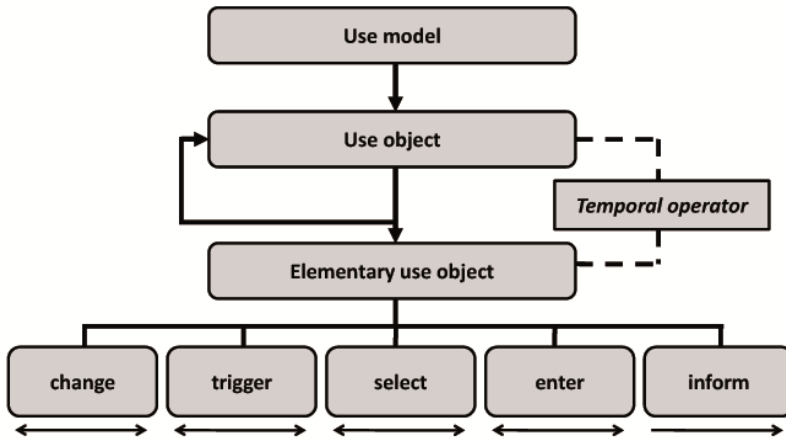 Use model
Use object
Temporal operator
Elementary use object
change
trigger
select
enter
inform